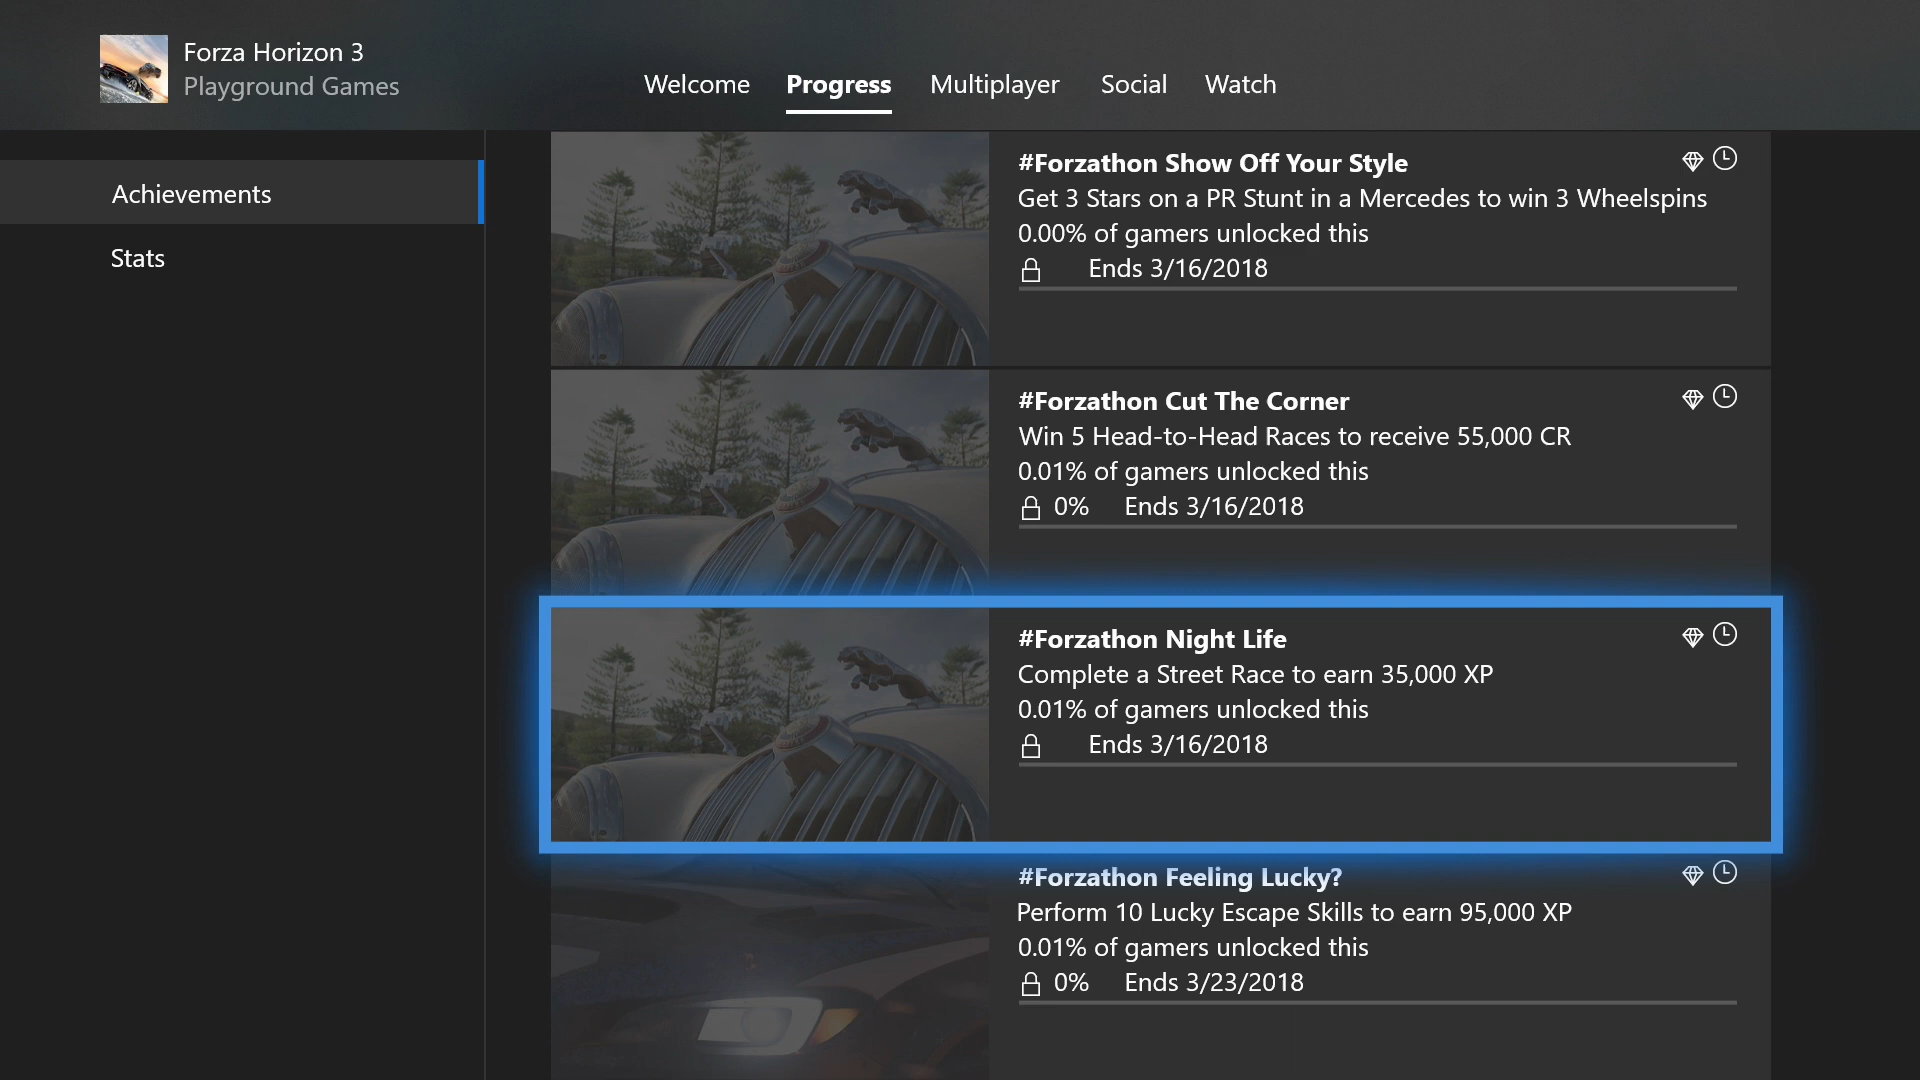 Forza Horizon 3
Playground Games
Welcome Progress Multiplayer Social Watch
Achievements
Stats
#Forzathon Show Off Your Style
Get 3 Stars on a PR Stunt in a Mercedes to win 3 Wheelspins
0.00% of gamers unlocked this
Ends 3/16/2018
#Forzathon Cut The Corner
Win 5 Head-to-Head Races to receive 55,000 CR
0.01% of gamers unlocked this
0% Ends 3/16/2018
#Forzathon Night Life
Complete a Street Race to earn 35,000 XP
0.01% of gamers unlocked this
Ends 3/16/2018
#Forzathon Feeling Lucky?
Perform 10 Lucky Escape Skills to earn 95,000 XP
0.01% of gamers unlocked this
0% Ends 3/23/2018